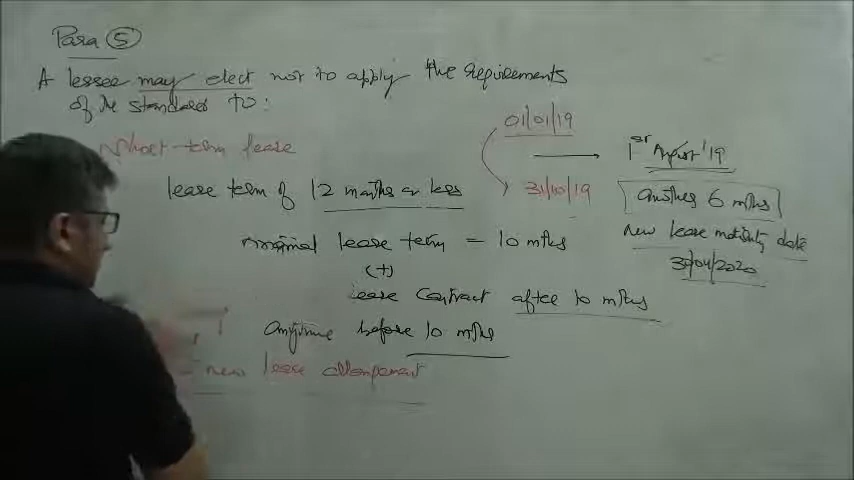 Para 5
A lessee may elect not to apply the requirements
of the standard to:
Short-term lease
lease term of 12 months or less
original lease term = 10 mths
(+)
lease contract after 10 mths
Anytime before 10 mths
= new lease
01/01/19
31/10/19
1st August '19
another 6 mths
new lease maturity date
30/04/2020